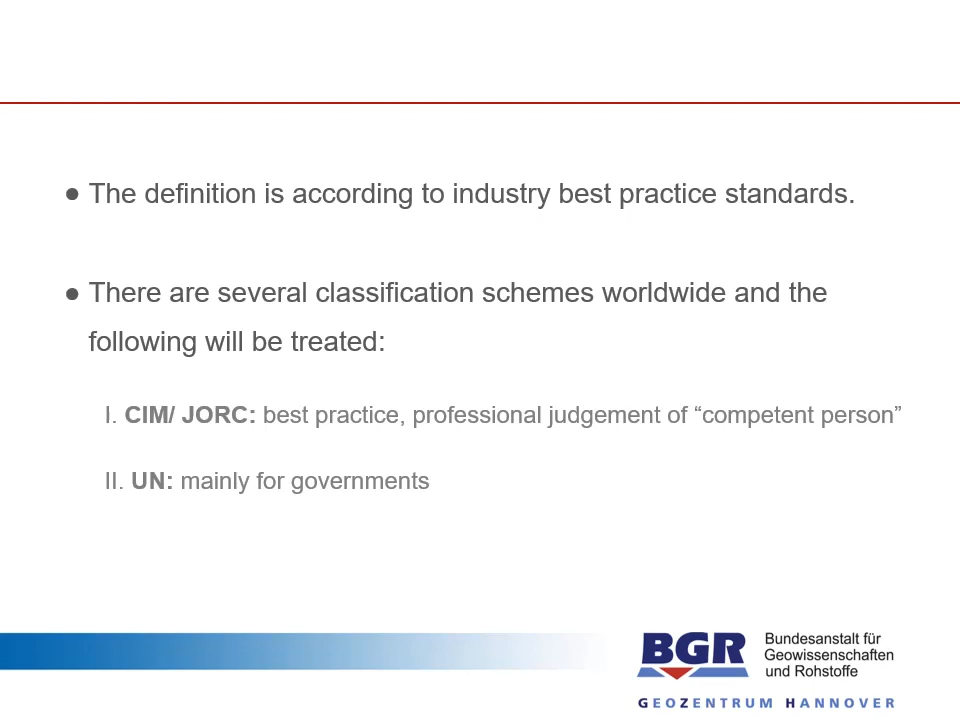 ● The definition is according to industry best practice standards.
● There are several classification schemes worldwide and the
following will be treated:
I. CIM/ JORC: best practice, professional judgement of “competent person”
II. UN: mainly for governments
BGR
Bundesanstalt für
Geowissenschaften
und Rohstoffe
GEOZENTRUM HANNOVER